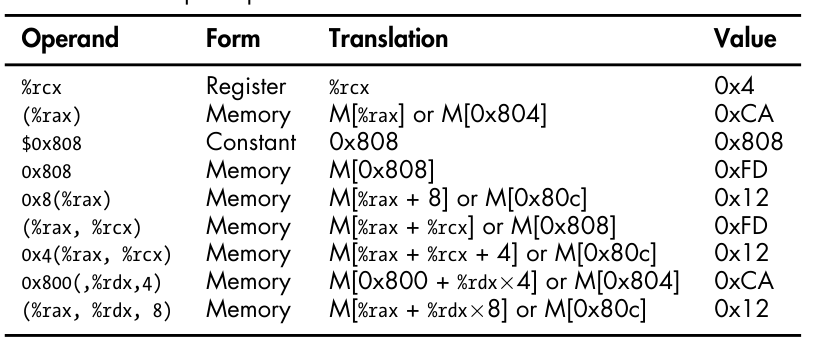 Operand Form Translation Value
%rcx Register %rcx 0x4
(%rax) Memory M[%rax] or M[0x804] 0xCA
$0x808 Constant 0x808 0x808
0x808 Memory M[0x808] 0xFD
0x8(%rax) Memory M[%rax + 8] or M[0x80c] 0x12
(%rax, %rcx) Memory M[%rax + %rcx] or M[0x808] 0xFD
0x4(%rax, %rcx) Memory M[%rax + %rcx + 4] or M[0x80c] 0x12
0x800(,%rdx,4) Memory M[0x800 + %rdx×4] or M[0x804] 0xCA
(%rax, %rdx, 8) Memory M[%rax + %rdx×8] or M[0x80c] 0x12